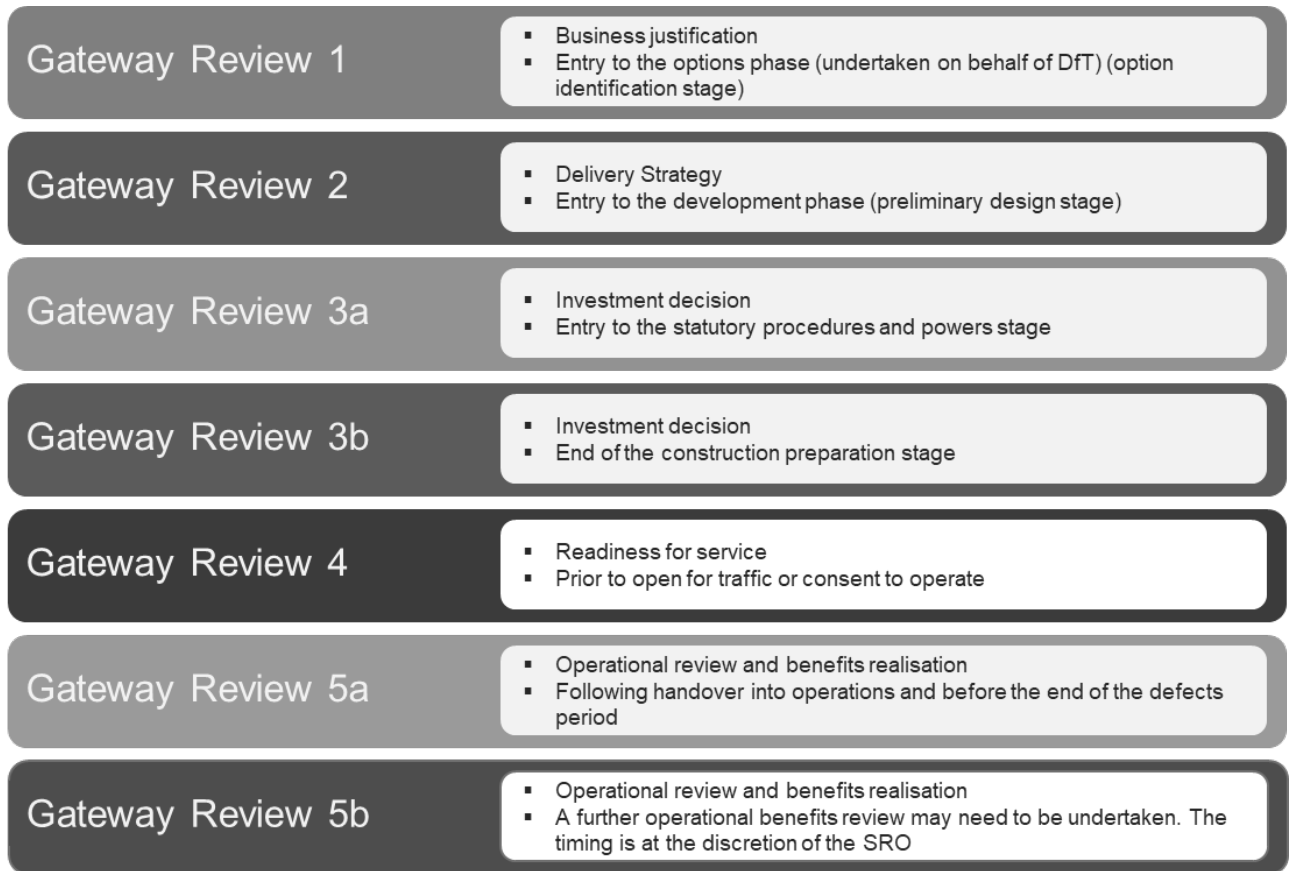 Gateway Review 1
▪ Business justification
▪ Entry to the options phase (undertaken on behalf of DfT) (option
identification stage)
Gateway Review 2
▪ Delivery Strategy
▪ Entry to the development phase (preliminary design stage)
Gateway Review 3a
▪ Investment decision
▪ Entry to the statutory procedures and powers stage
Gateway Review 3b
▪ Investment decision
▪ End of the construction preparation stage
Gateway Review 4
▪ Readiness for service
▪ Prior to open for traffic or consent to operate
Gateway Review 5a
▪ Operational review and benefits realisation
▪ Following handover into operations and before the end of the defects
period
Gateway Review 5b
▪ Operational review and benefits realisation
▪ A further operational benefits review may need to be undertaken. The
timing is at the discretion of the SRO